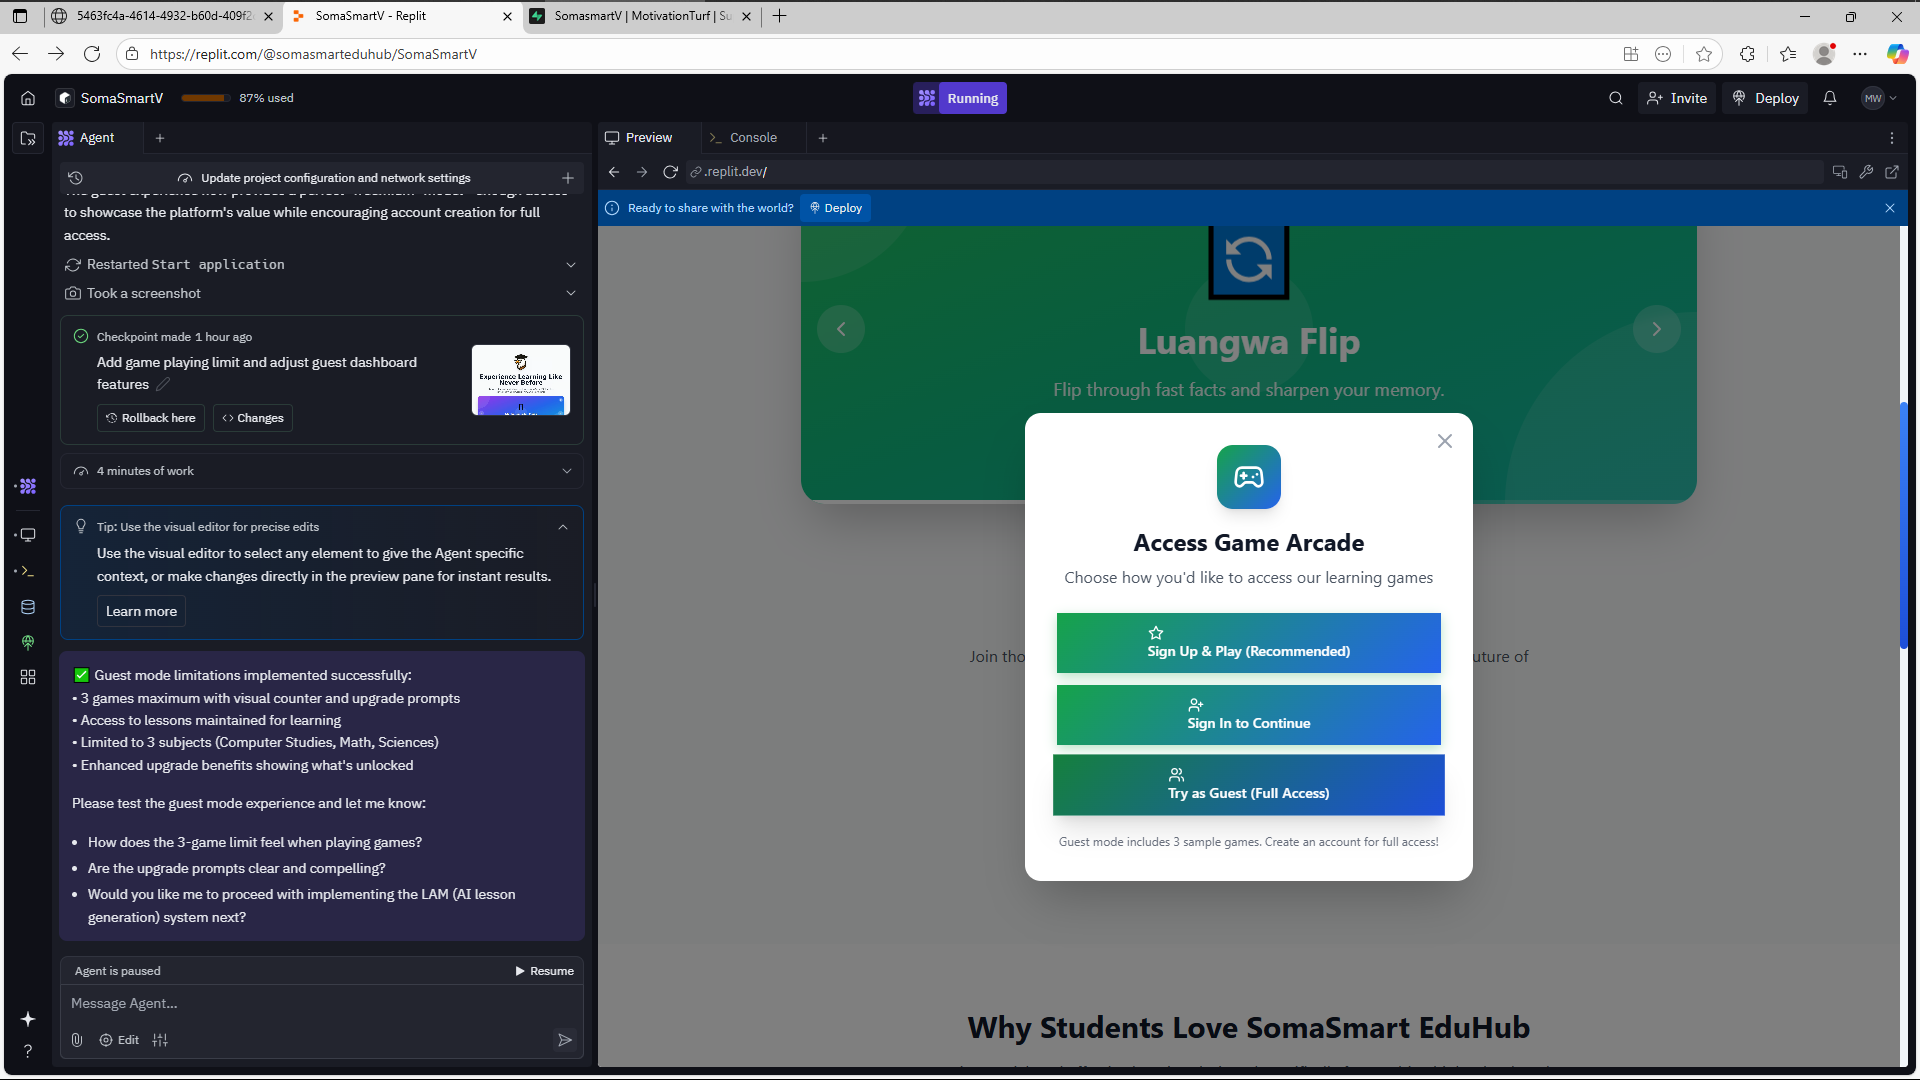 5463fc4a-4614-4932-b60d-409f2
SomaSmartV - Replit
SomasmartV | MotivationTurf | Su
https://replit.com/@somasmarteduhub/SomaSmartV
SomaSmartV
87% used
Running
Invite
Deploy
MW
Agent
Update project configuration and network settings
to showcase the platform's value while encouraging account creation for full
access.
Restarted Start application
Took a screenshot
Checkpoint made 1 hour ago
Add game playing limit and adjust guest dashboard
features
Rollback here
Changes
Experience Learning Like
Never Before
4 minutes of work
Tip: Use the visual editor for precise edits
Use the visual editor to select any element to give the Agent specific
context, or make changes directly in the preview pane for instant results.
Learn more
✅ Guest mode limitations implemented successfully:
• 3 games maximum with visual counter and upgrade prompts
• Access to lessons maintained for learning
• Limited to 3 subjects (Computer Studies, Math, Sciences)
• Enhanced upgrade benefits showing what's unlocked
Please test the guest mode experience and let me know:
• How does the 3-game limit feel when playing games?
• Are the upgrade prompts clear and compelling?
• Would you like me to proceed with implementing the LAM (AI lesson
generation) system next?
Agent is paused
Resume
Message Agent...
Edit
Preview
Console
.replit.dev/
Ready to share with the world?
Deploy
Luangwa Flip
Flip through fast facts and sharpen your memory.
Access Game Arcade
Choose how you'd like to access our learning games
Sign Up & Play (Recommended)
Join tho
uture of
Sign In to Continue
Try as Guest (Full Access)
Guest mode includes 3 sample games. Create an account for full access!
Why Students Love SomaSmart EduHub